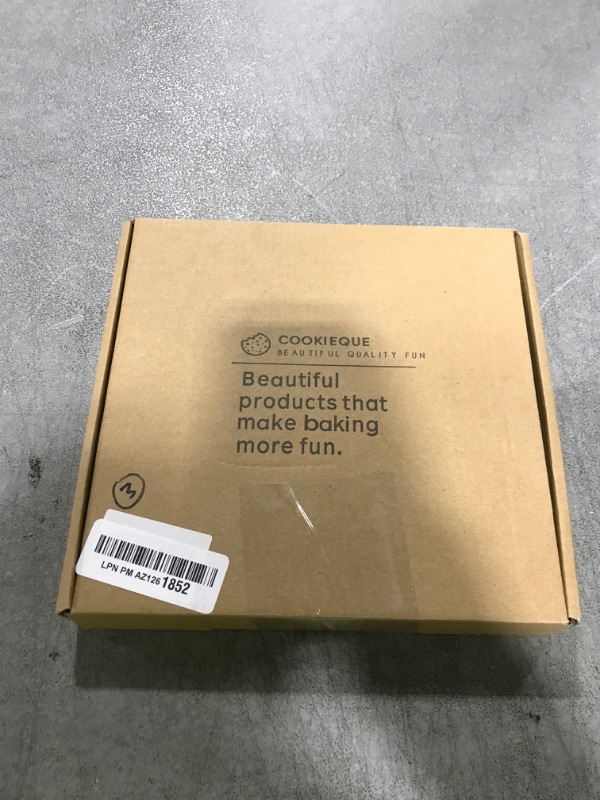 COOKIEQUE
BEAUTIFUL QUALITY FUN
Beautiful
products that
make baking
more fun.
3
LPN PM AZ126 1852